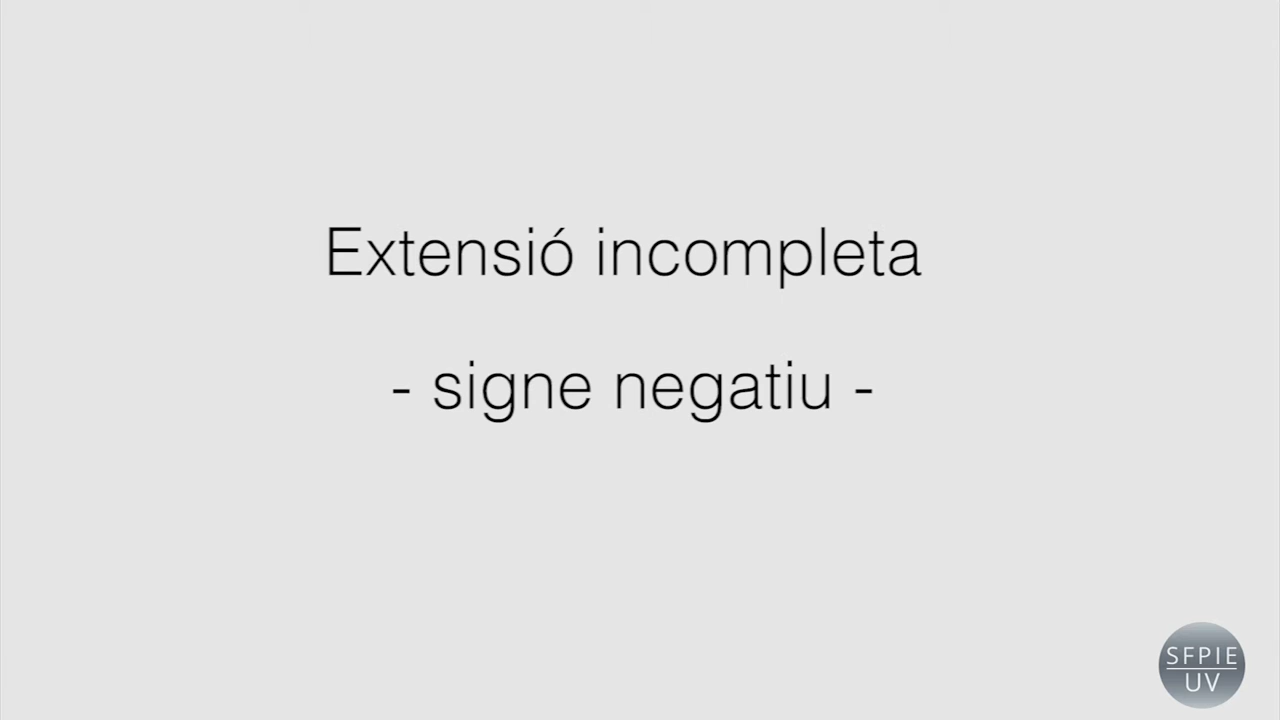 Extensió incompleta
- signe negatiu -
SFPIE
UV